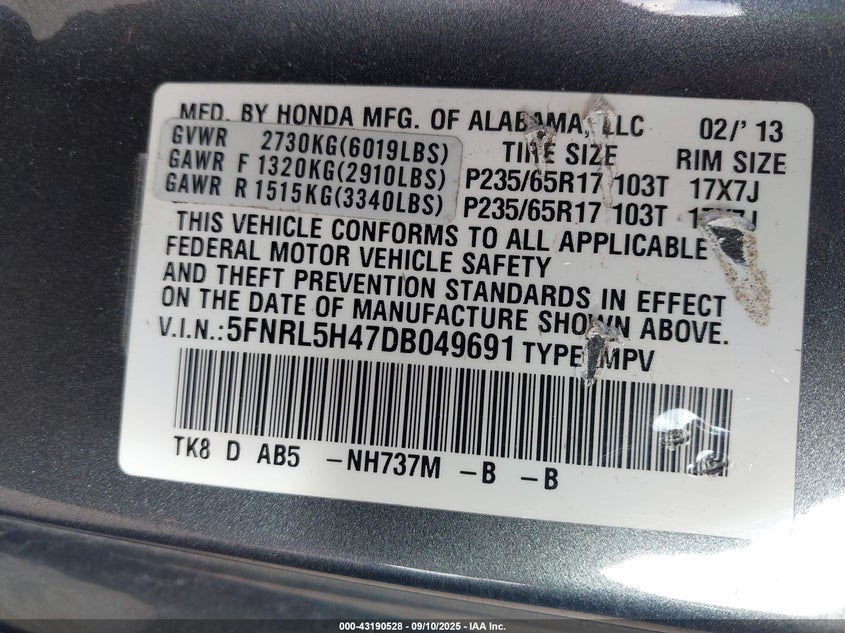 MFD. BY HONDA MFG. OF ALABAMA, LLC 02/'13
GVWR 2730KG(6019LBS) TIRE SIZE RIM SIZE
GAWR F 1320KG(2910LBS) P235/65R17 103T 17X7J
GAWR R 1515KG(3340LBS) P235/65R17 103T 17X7J
THIS VEHICLE CONFORMS TO ALL APPLICABLE
FEDERAL MOTOR VEHICLE SAFETY
AND THEFT PREVENTION STANDARDS IN EFFECT
ON THE DATE OF MANUFACTURE SHOWN ABOVE.
V.I.N.:5FNRL5H47DB049691 TYPE:MPV
TK8 D AB5 -NH737M -B -B
000-43190528 - 09/10/2025 - IAA Inc.